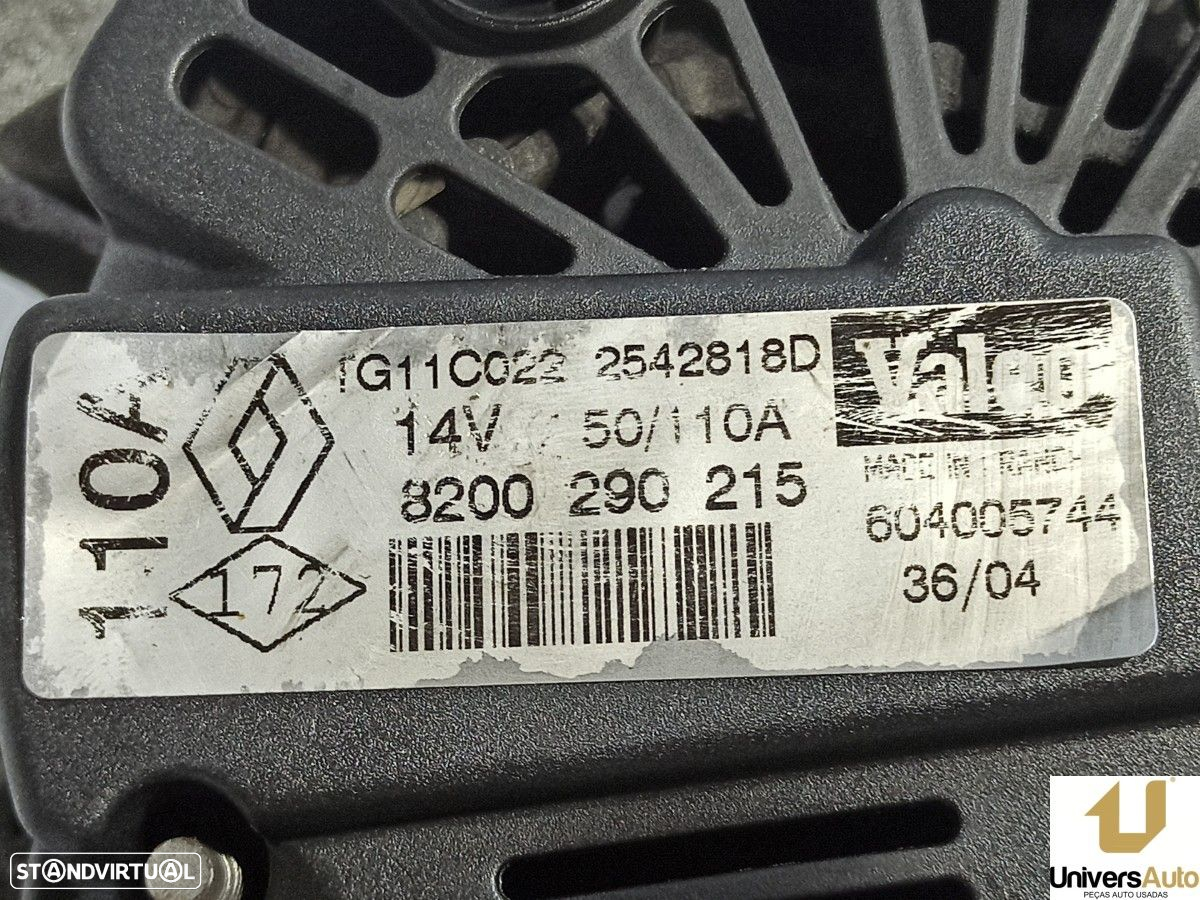 110A
TG11C022 2542818D
14V 50/110A
8200 290 215
172
Valeo
MADE IN FRANCE
604005744
36/04
STANDVIRTUAL
UniversAuto
PEÇAS AUTO USADAS